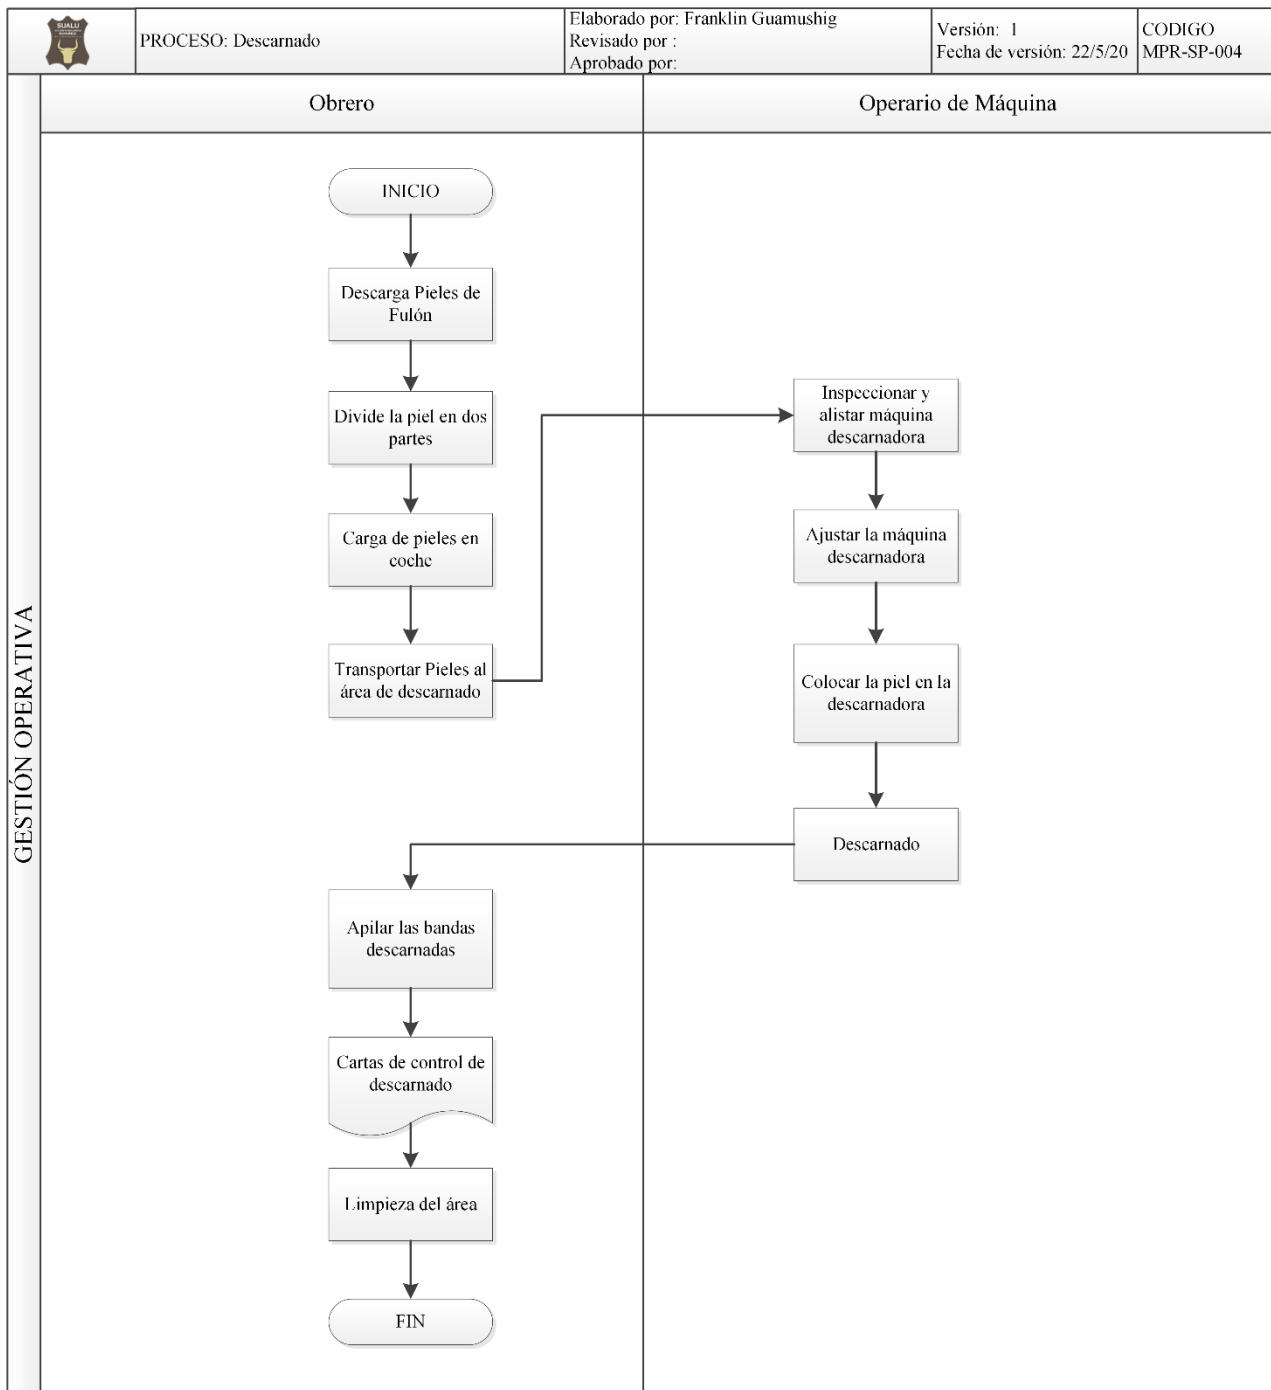 SUALU
PROCESO: Descarnado
Elaborado por: Franklin Guamushig
Revisado por :
Aprobado por:
Versión: 1
Fecha de versión: 22/5/20
CODIGO
MPR-SP-004
GESTIÓN OPERATIVA
Obrero
Operario de Máquina
INICIO
Descarga Pieles de
Fulón
Divide la piel en dos
partes
Carga de pieles en
coche
Transportar Pieles al
área de descarnado
Inspeccionar y
alistar máquina
descarnadora
Ajustar la máquina
descarnadora
Colocar la piel en la
descarnadora
Descarnado
Apilar las bandas
descarnadas
Cartas de control de
descarnado
Limpieza del área
FIN